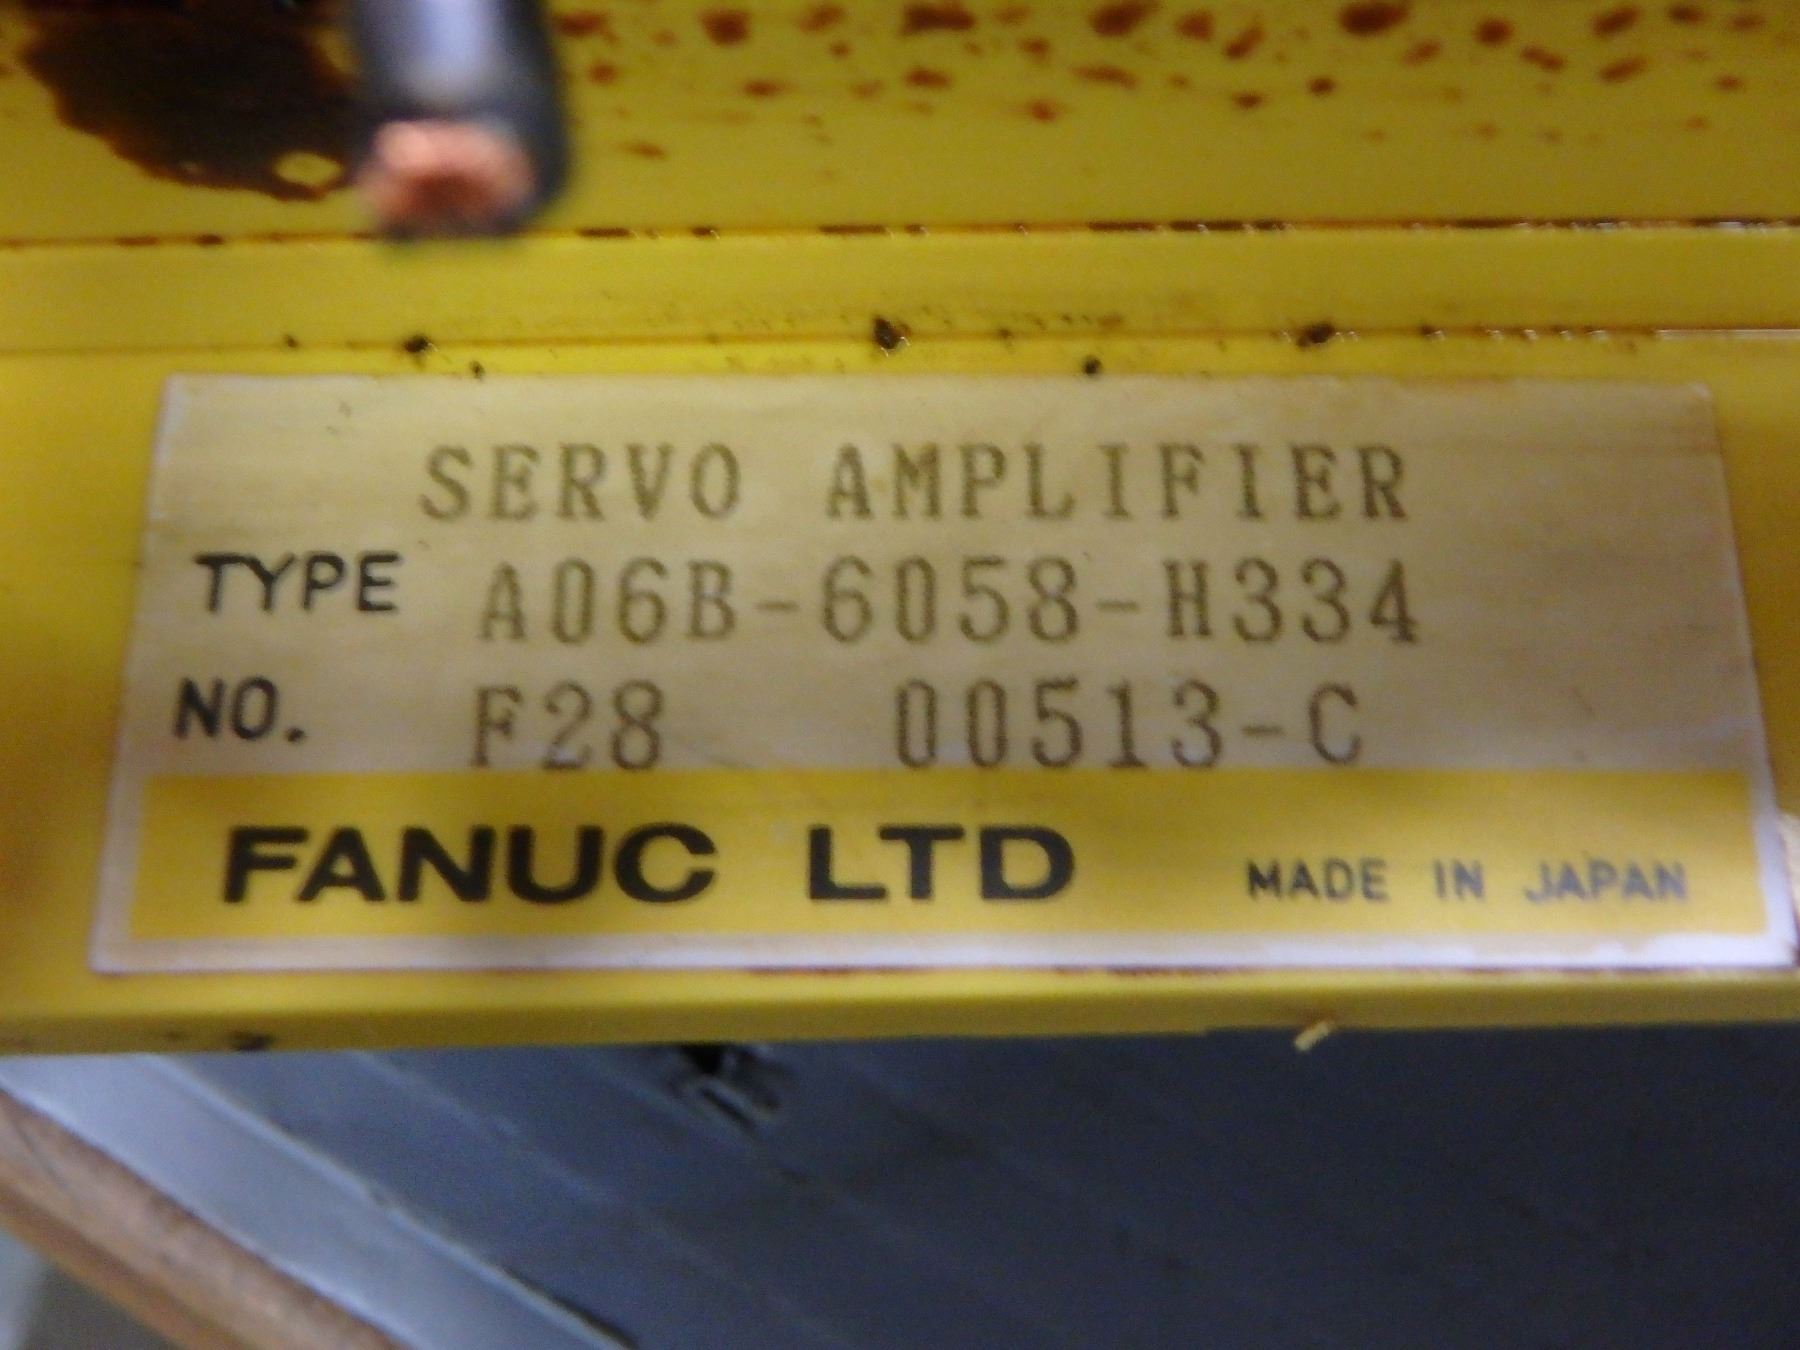 SERVO AMPLIFIER
TYPE A06B-6058-H334
NO. F28 00513-C
FANUC LTD MADE IN JAPAN